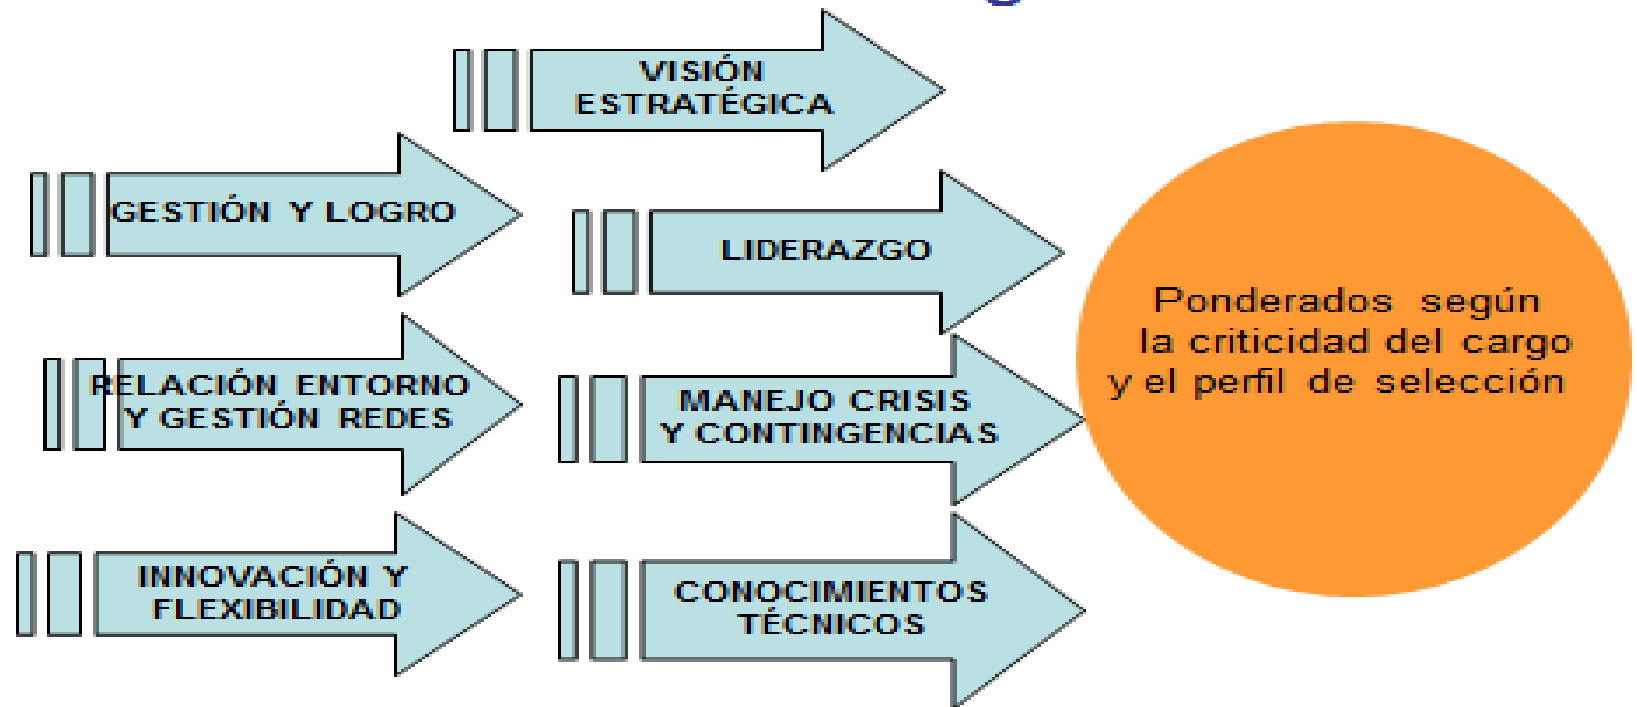 VISIÓN
ESTRATÉGICA
GESTIÓN Y LOGRO
LIDERAZGO
RELACIÓN ENTORNO
Y GESTIÓN REDES
MANEJO CRISIS
Y CONTINGENCIAS
INNOVACIÓN Y
FLEXIBILIDAD
CONOCIMIENTOS
TÉCNICOS
Ponderados según
la criticidad del cargo
y el perfil de selección